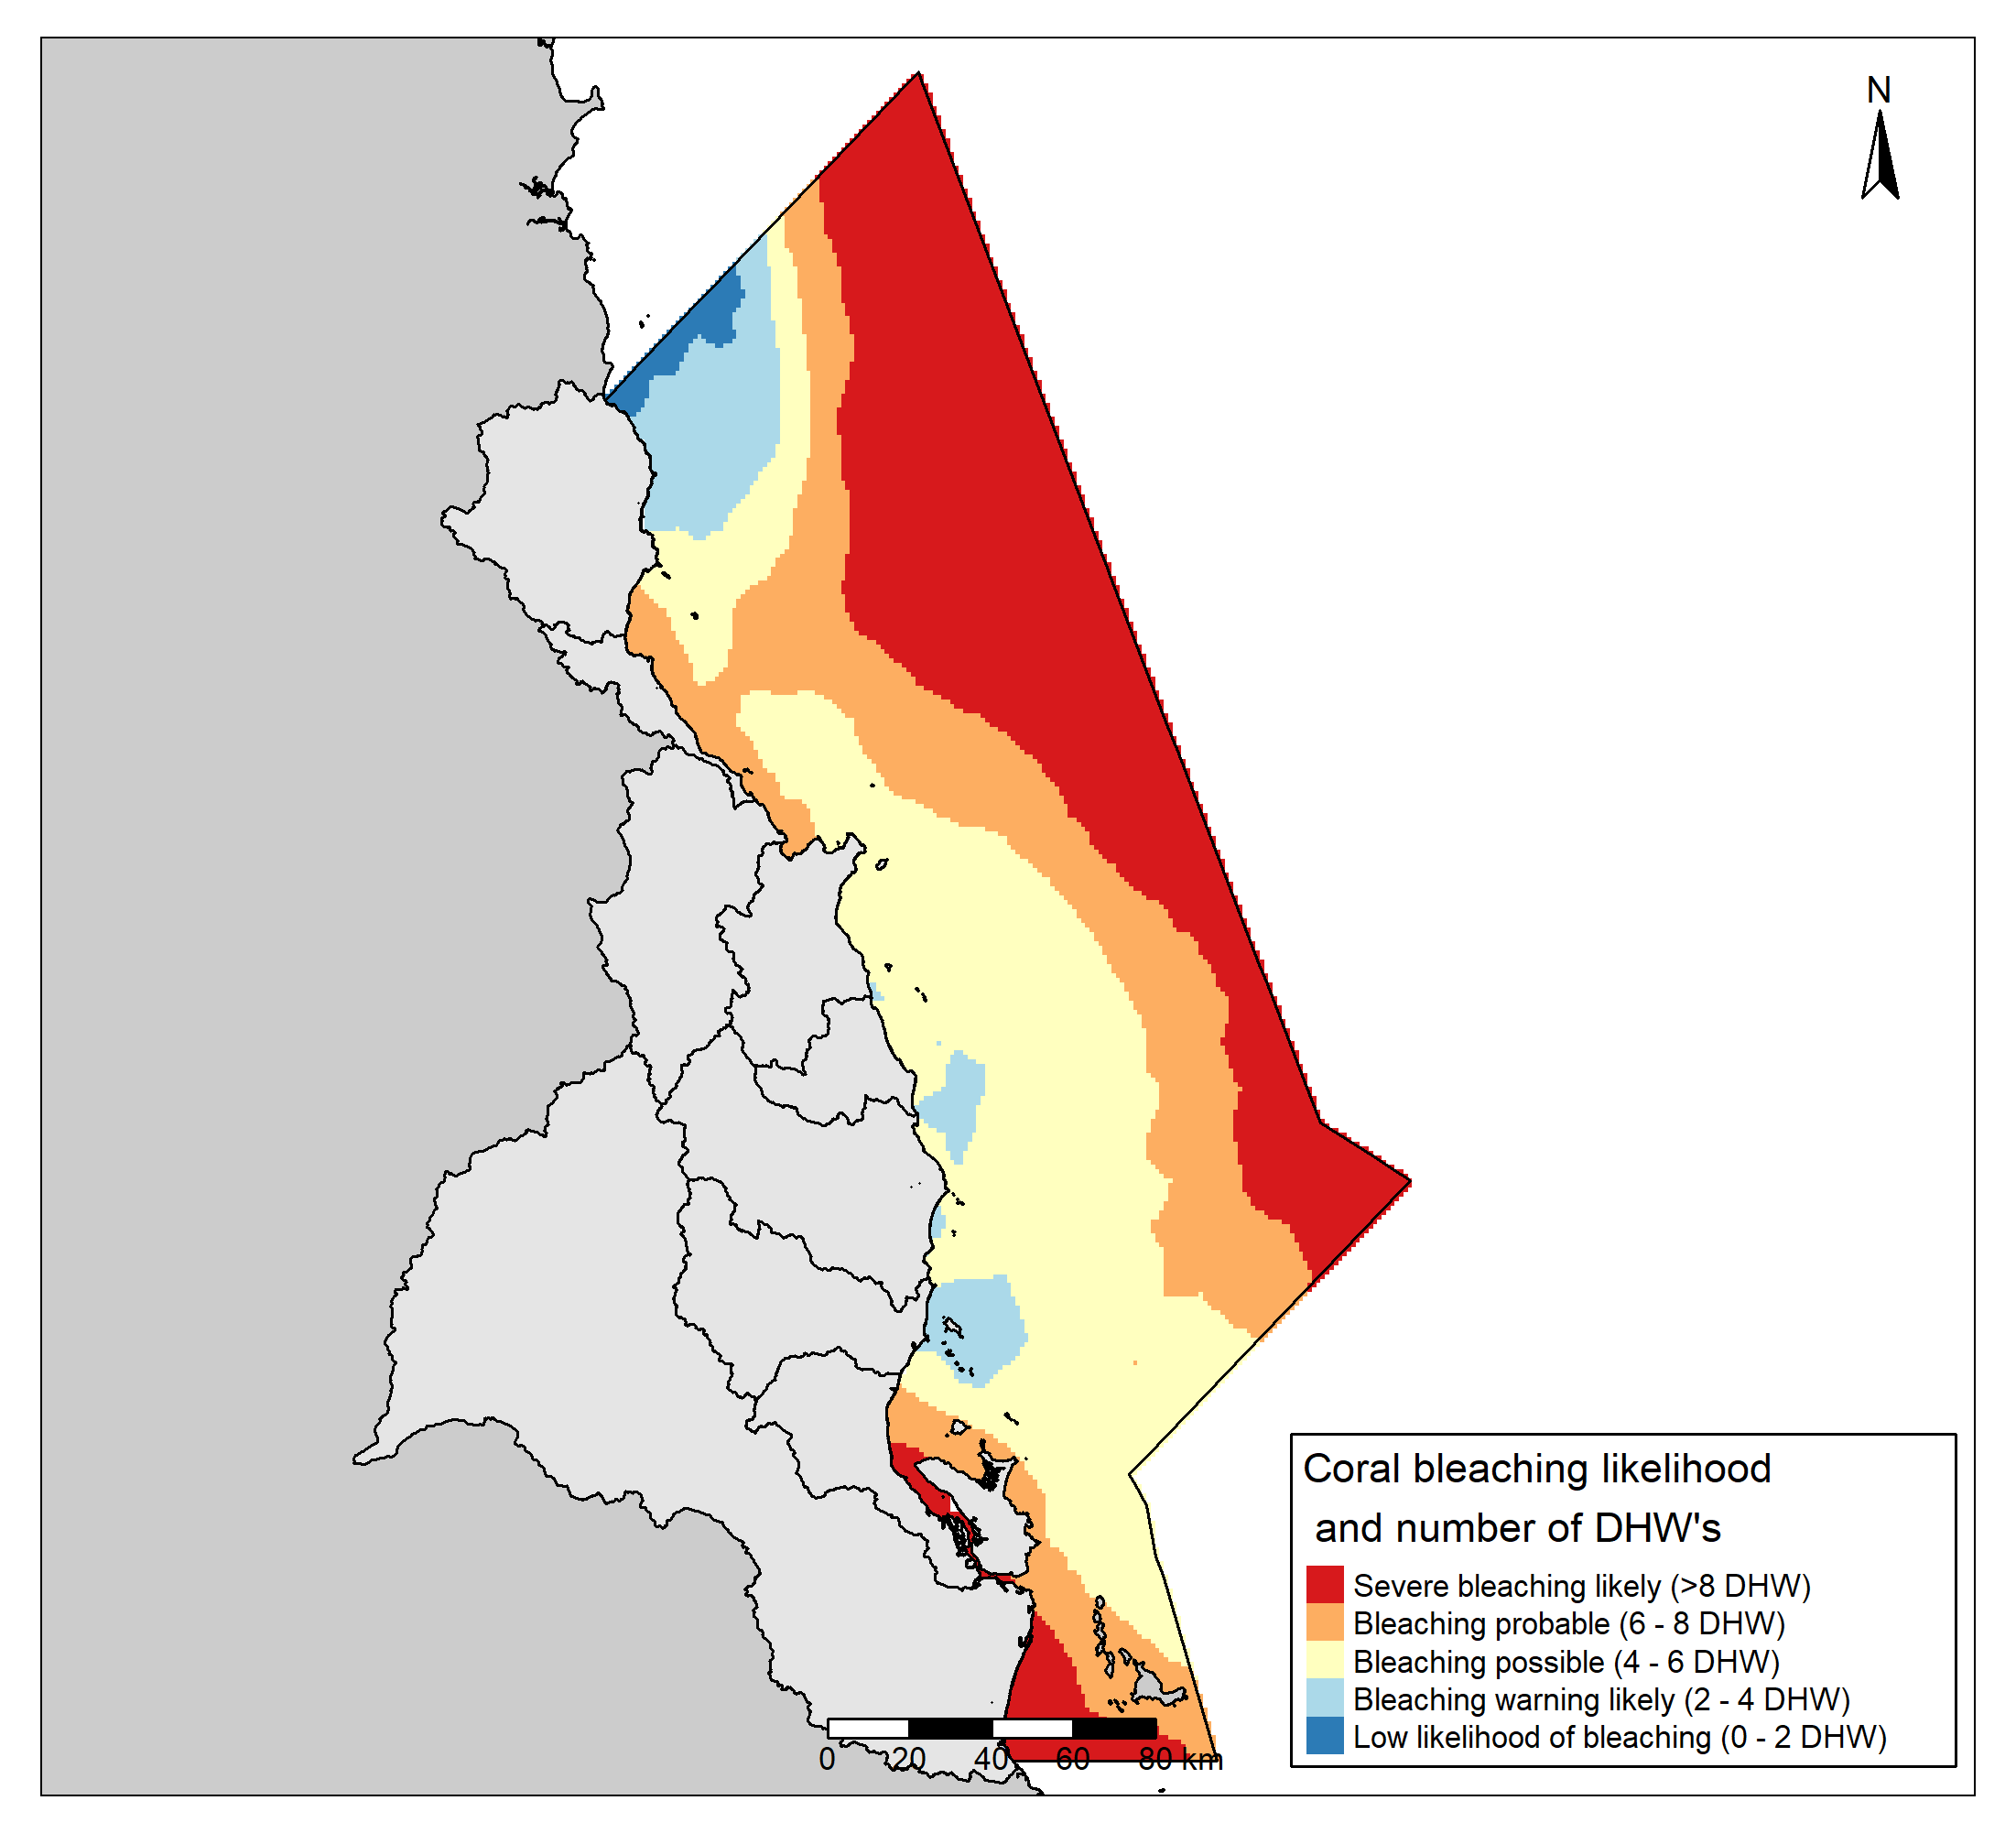 N
Coral bleaching likelihood
and number of DHW's
Severe bleaching likely (>8 DHW)
Bleaching probable (6 - 8 DHW)
Bleaching possible (4 - 6 DHW)
Bleaching warning likely (2 - 4 DHW)
Low likelihood of bleaching (0 - 2 DHW)
0 20 40 60 80 km